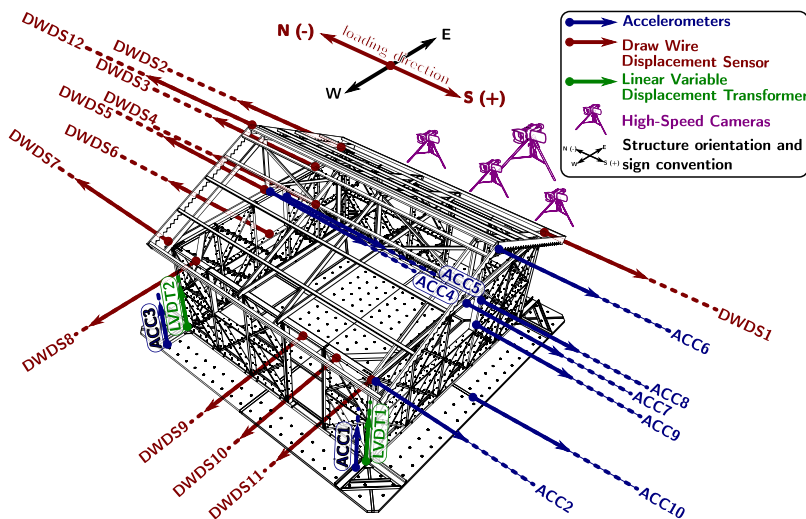 DWDS12
DWDS2
DWDS3
DWDS5
DWDS4
DWDS6
DWDS7
N (-)
E
loading direction
W
S (+)
Accelerometers
Draw Wire
Displacement Sensor
Linear Variable
Displacement Transformer
High-Speed Cameras
N (-)
E
W
S (+)
Structure orientation and
sign convention
ACC5
ACC4
DWDS1
ACC6
LVDT2
ACC3
DWDS8
ACC8
ACC7
ACC9
DWDS9
DWDS10
DWDS11
ACC1
LVDT1
ACC2
ACC10